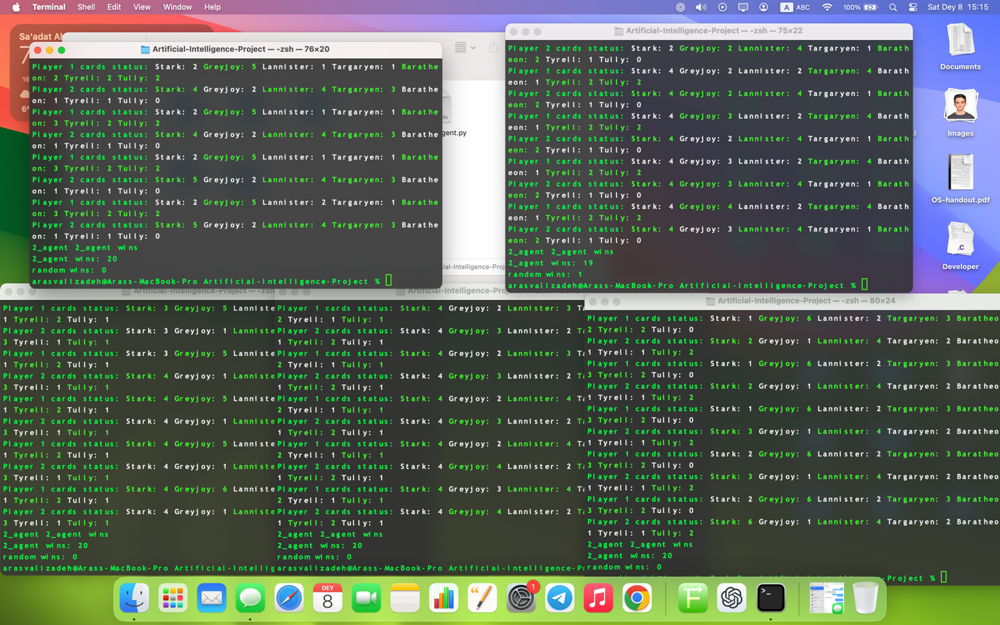 Terminal Shell Edit View Window Help
100% A ABC Sat Dey 8 15:15
Sa'adat Ab
Artificial-Intelligence-Project — -zsh — 76×20
Player 1 cards status: Stark: 2 Greyjoy: 5 Lannister: 1 Targaryen: 1 Barathe
on: 2 Tyrell: 2 Tully: 2
Player 2 cards status: Stark: 4 Greyjoy: 2 Lannister: 4 Targaryen: 3 Barathe
on: 1 Tyrell: 1 Tully: 0
Player 1 cards status: Stark: 2 Greyjoy: 5 Lannister: 1 Targaryen: 1 Barathe
on: 3 Tyrell: 2 Tully: 2
Player 2 cards status: Stark: 4 Greyjoy: 2 Lannister: 4 Targaryen: 3 Barathe
on: 1 Tyrell: 1 Tully: 0
Player 1 cards status: Stark: 2 Greyjoy: 5 Lannister: 1 Targaryen: 1 Barathe
on: 3 Tyrell: 2 Tully: 2
Player 2 cards status: Stark: 5 Greyjoy: 2 Lannister: 4 Targaryen: 3 Barathe
on: 1 Tyrell: 1 Tully: 0
Player 1 cards status: Stark: 2 Greyjoy: 5 Lannister: 2 Targaryen: 1 Barathe
on: 3 Tyrell: 2 Tully: 2
Player 2 cards status: Stark: 5 Greyjoy: 2 Lannister: 4 Targaryen: 3 Barathe
on: 1 Tyrell: 1 Tully: 0
2_agent 2_agent wins
2_agent wins: 20
random wins: 0
arasvalizadeh@Arass-MacBook-Pro Artificial-Intelligence-Project %
gent.py
cial-Intelligence-Proje
Artificial-Intelligence-Project — -zsh — 75×22
Player 2 cards status: Stark: 2 Greyjoy: 2 Lannister: 4 Targaryen: 1 Barath
eon: 2 Tyrell: 1 Tully: 0
Player 1 cards status: Stark: 4 Greyjoy: 2 Lannister: 2 Targaryen: 4 Barath
eon: 1 Tyrell: 2 Tully: 2
Player 2 cards status: Stark: 4 Greyjoy: 2 Lannister: 4 Targaryen: 1 Barath
eon: 2 Tyrell: 1 Tully: 0
Player 1 cards status: Stark: 4 Greyjoy: 3 Lannister: 2 Targaryen: 4 Barath
eon: 1 Tyrell: 2 Tully: 2
Player 2 cards status: Stark: 4 Greyjoy: 2 Lannister: 4 Targaryen: 1 Barath
eon: 2 Tyrell: 1 Tully: 0
Player 1 cards status: Stark: 4 Greyjoy: 3 Lannister: 2 Targaryen: 4 Barath
eon: 1 Tyrell: 2 Tully: 2
Player 2 cards status: Stark: 4 Greyjoy: 3 Lannister: 4 Targaryen: 1 Barath
eon: 2 Tyrell: 1 Tully: 0
Player 1 cards status: Stark: 4 Greyjoy: 4 Lannister: 2 Targaryen: 4 Barath
eon: 1 Tyrell: 2 Tully: 2
Player 2 cards status: Stark: 4 Greyjoy: 3 Lannister: 4 Targaryen: 1 Barath
eon: 2 Tyrell: 1 Tully: 0
2_agent 2_agent wins
2_agent wins: 19
random wins: 1
arasvalizadeh@Arass-MacBook-Pro Artificial-Intelligence-Project %
Documents
Images
OS-handout.pdf
.C
Developer
Artificial-Intelligence-Project — -zsh
Player 1 cards status: Stark: 3 Greyjoy: 5 Lanniste
1 Tyrell: 2 Tully: 1
Player 2 cards status: Stark: 3 Greyjoy: 1 Lanniste
3 Tyrell: 1 Tully: 1
Player 1 cards status: Stark: 3 Greyjoy: 5 Lanniste
1 Tyrell: 2 Tully: 1
Player 2 cards status: Stark: 4 Greyjoy: 1 Lanniste
3 Tyrell: 1 Tully: 1
Player 1 cards status: Stark: 4 Greyjoy: 5 Lanniste
1 Tyrell: 2 Tully: 1
Player 2 cards status: Stark: 4 Greyjoy: 1 Lanniste
3 Tyrell: 1 Tully: 1
Player 1 cards status: Stark: 4 Greyjoy: 5 Lanniste
1 Tyrell: 2 Tully: 1
Player 2 cards status: Stark: 4 Greyjoy: 1 Lanniste
3 Tyrell: 1 Tully: 1
Player 1 cards status: Stark: 4 Greyjoy: 6 Lanniste
1 Tyrell: 2 Tully: 1
Player 2 cards status: Stark: 4 Greyjoy: 1 Lanniste
3 Tyrell: 1 Tully: 1
2_agent 2_agent wins
2_agent wins: 20
random wins: 0
arasvalizadeh@Arass-MacBook-Pro Artificial-Intellig
Artificial-Intelligence-Project — -zsh
Player 1 cards status: Stark: 4 Greyjoy: 2 Lannister: 3 Ta
2 Tyrell: 1 Tully: 1
Player 2 cards status: Stark: 4 Greyjoy: 3 Lannister: 2 Ta
1 Tyrell: 2 Tully: 1
Player 1 cards status: Stark: 4 Greyjoy: 2 Lannister: 3 Ta
2 Tyrell: 1 Tully: 1
Player 2 cards status: Stark: 4 Greyjoy: 3 Lannister: 2 Ta
1 Tyrell: 2 Tully: 1
Player 1 cards status: Stark: 4 Greyjoy: 2 Lannister: 4 Ta
2 Tyrell: 1 Tully: 1
Player 2 cards status: Stark: 4 Greyjoy: 3 Lannister: 2 Ta
1 Tyrell: 2 Tully: 1
Player 1 cards status: Stark: 4 Greyjoy: 2 Lannister: 4 Ta
2 Tyrell: 1 Tully: 1
Player 2 cards status: Stark: 4 Greyjoy: 4 Lannister: 2 Ta
1 Tyrell: 2 Tully: 1
Player 1 cards status: Stark: 4 Greyjoy: 3 Lannister: 4 Ta
2 Tyrell: 1 Tully: 1
Player 2 cards status: Stark: 4 Greyjoy: 4 Lannister: 2 Ta
1 Tyrell: 2 Tully: 1
2_agent 2_agent wins
2_agent wins: 20
random wins: 0
arasvalizadeh@Arass-MacBook-Pro Artificial-Intelligence-Pr
Artificial-Intelligence-Project — -zsh — 80×24
Player 1 cards status: Stark: 1 Greyjoy: 6 Lannister: 2 Targaryen: 3 Baratheo
2 Tyrell: 2 Tully: 0
Player 2 cards status: Stark: 2 Greyjoy: 1 Lannister: 4 Targaryen: 2 Baratheo
1 Tyrell: 1 Tully: 2
Player 1 cards status: Stark: 1 Greyjoy: 6 Lannister: 2 Targaryen: 3 Baratheo
3 Tyrell: 2 Tully: 0
Player 2 cards status: Stark: 2 Greyjoy: 1 Lannister: 4 Targaryen: 2 Baratheo
1 Tyrell: 1 Tully: 2
Player 1 cards status: Stark: 1 Greyjoy: 6 Lannister: 2 Targaryen: 3 Baratheo
3 Tyrell: 2 Tully: 0
Player 2 cards status: Stark: 3 Greyjoy: 1 Lannister: 4 Targaryen: 2 Baratheo
1 Tyrell: 1 Tully: 2
Player 1 cards status: Stark: 2 Greyjoy: 6 Lannister: 2 Targaryen: 3 Baratheo
3 Tyrell: 2 Tully: 0
Player 2 cards status: Stark: 3 Greyjoy: 1 Lannister: 4 Targaryen: 2 Baratheo
1 Tyrell: 1 Tully: 2
Player 1 cards status: Stark: 2 Greyjoy: 6 Lannister: 2 Targaryen: 3 Baratheo
3 Tyrell: 2 Tully: 0
Player 2 cards status: Stark: 6 Greyjoy: 1 Lannister: 4 Targaryen: 2 Baratheo
1 Tyrell: 1 Tully: 2
2_agent 2_agent wins
2_agent wins: 20
random wins: 0
-Project %
DEY
8
1